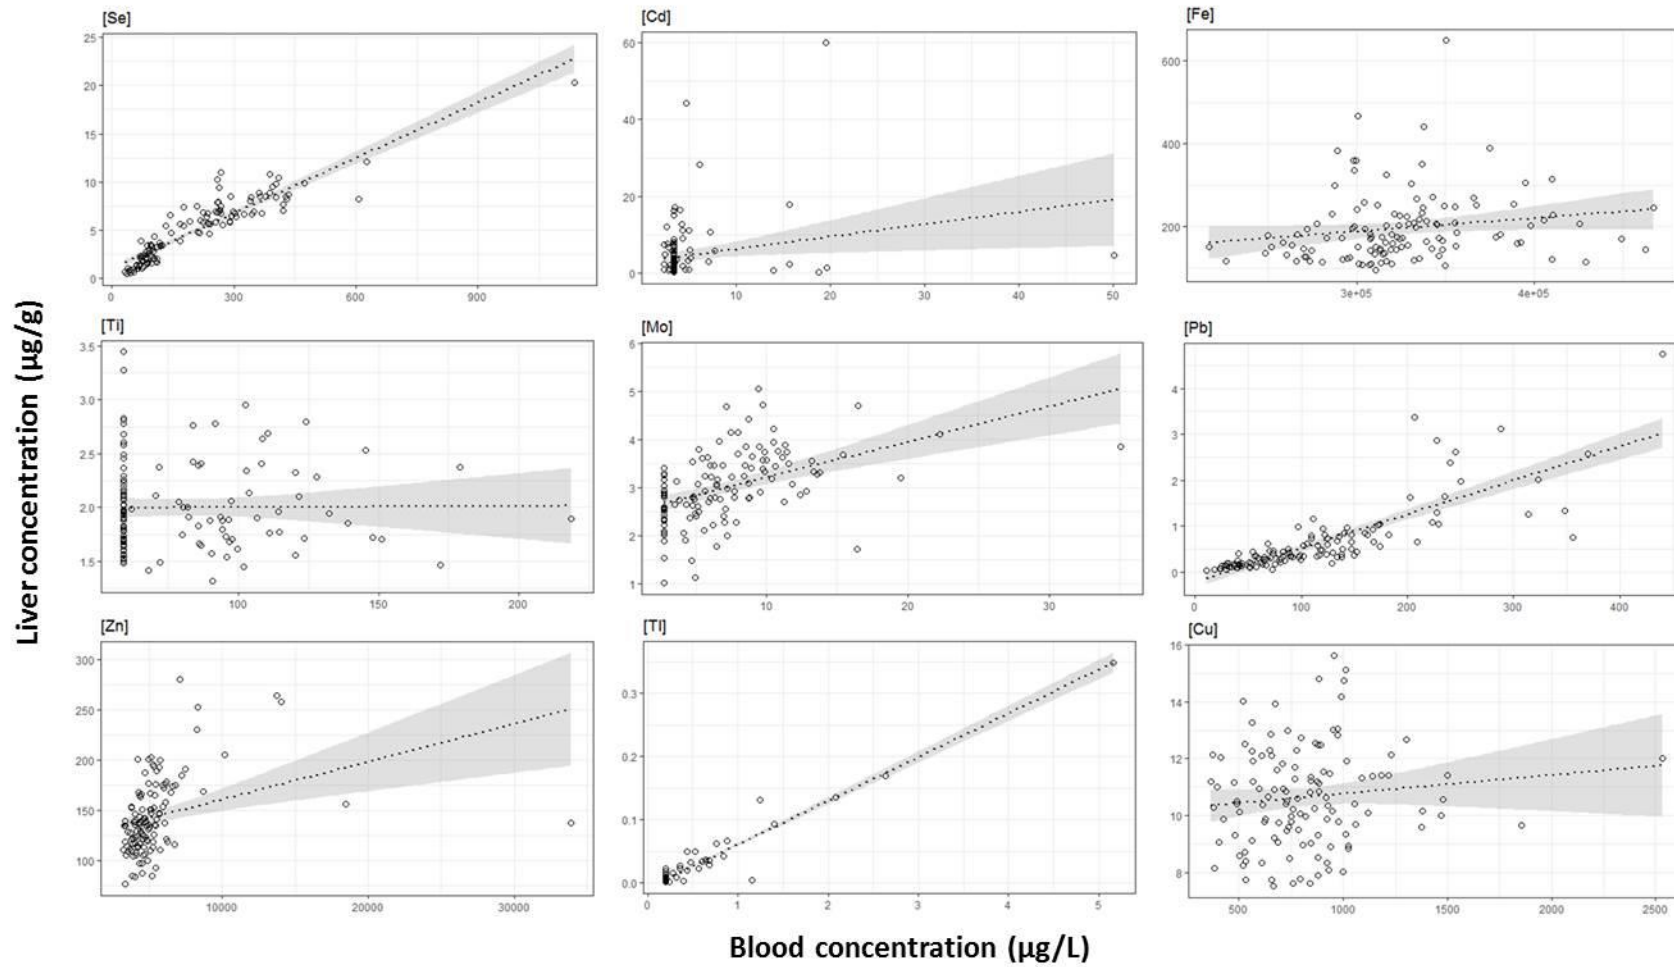 [Se]
25
20
15
10
5
0
0 300 600 900
[Cd]
60
40
20
0
10 20 30 40 50
[Fe]
600
400
200
3e+05 4e+05
[Ti]
3.5
3.0
2.5
2.0
1.5
100 150 200
[Mo]
6
5
4
3
2
1
10 20 30
[Pb]
4
3
2
1
0
0 100 200 300 400
[Zn]
300
250
200
150
100
10000 20000 30000
[Tl]
0.3
0.2
0.1
0.0
0 1 2 3 4 5
[Cu]
16
14
12
10
8
500 1000 1500 2000 2500
Liver concentration (µg/g)
Blood concentration (µg/L)